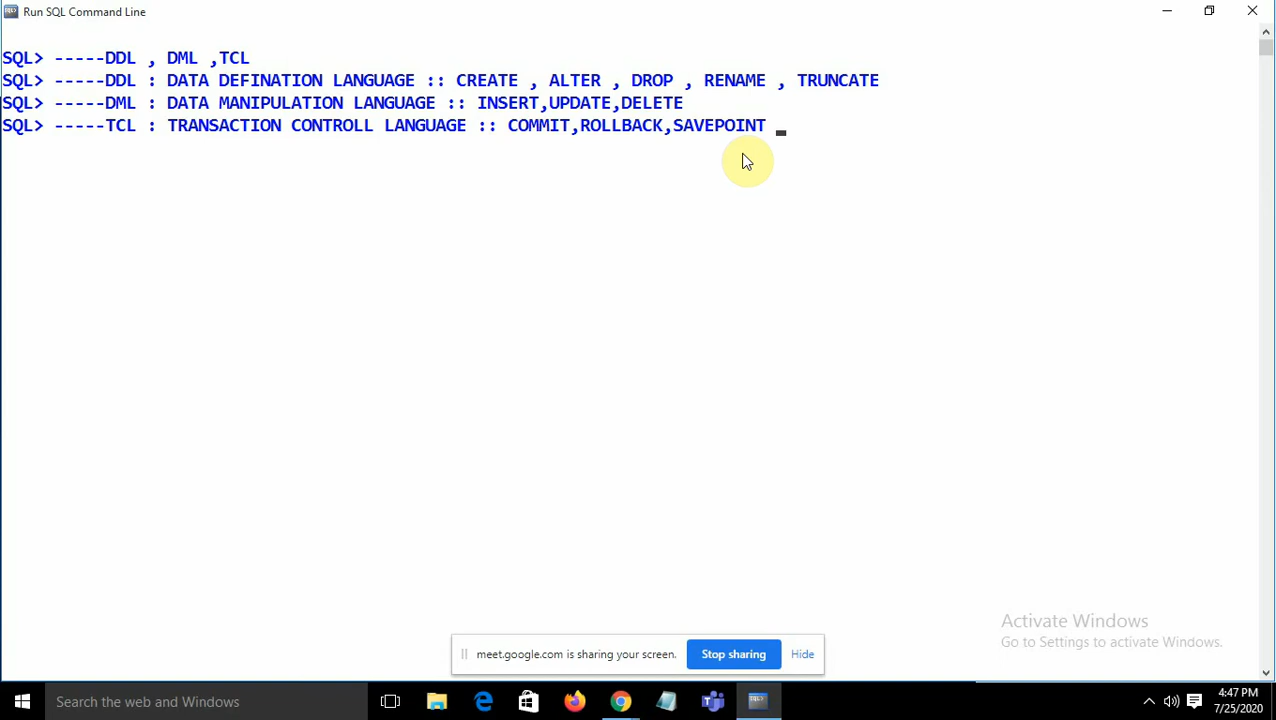 Run SQL Command Line
SQL> -----DDL , DML ,TCL
SQL> -----DDL : DATA DEFINATION LANGUAGE :: CREATE , ALTER , DROP , RENAME , TRUNCATE
SQL> -----DML : DATA MANIPULATION LANGUAGE :: INSERT,UPDATE,DELETE
SQL> -----TCL : TRANSACTION CONTROLL LANGUAGE :: COMMIT,ROLLBACK,SAVEPOINT _
Activate Windows
Go to Settings to activate Windows.
meet.google.com is sharing your screen. Stop sharing Hide
Search the web and Windows
4:47 PM
7/25/2020